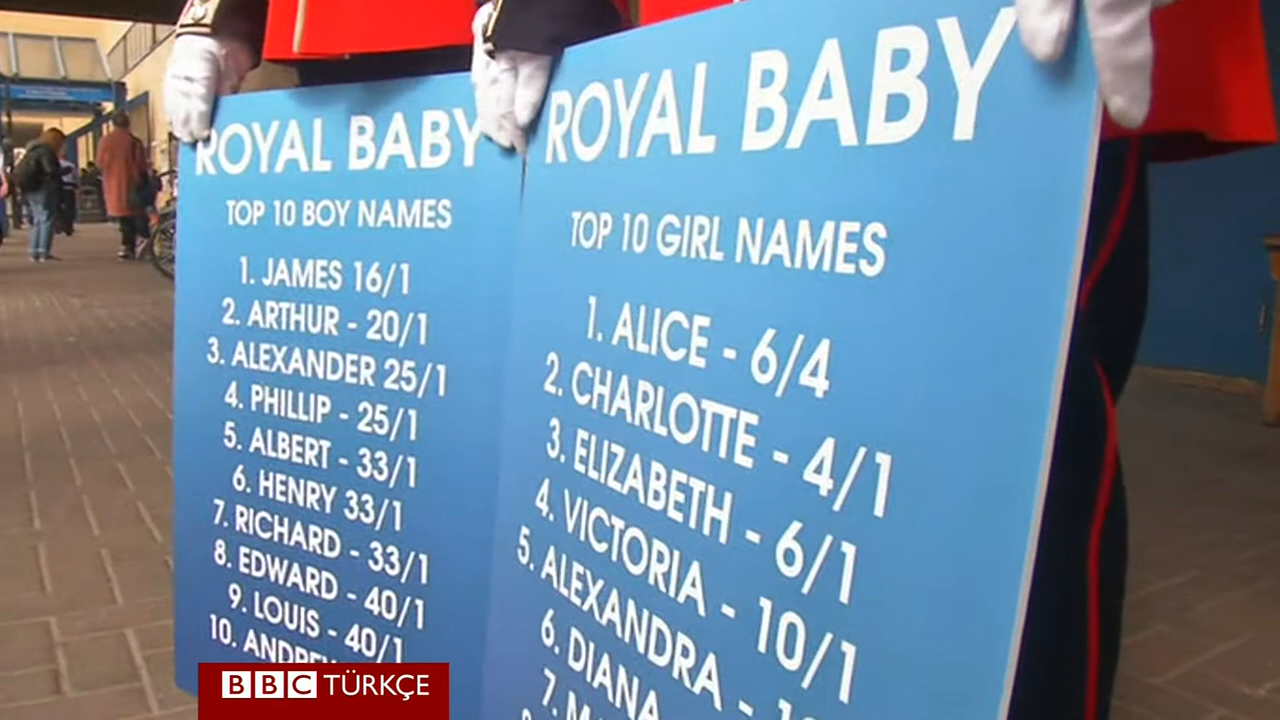 ROYAL BABY
TOP 10 BOY NAMES
1. JAMES 16/1
2. ARTHUR - 20/1
3. ALEXANDER 25/1
4. PHILLIP - 25/1
5. ALBERT - 33/1
6. HENRY 33/1
7. RICHARD - 33/1
8. EDWARD - 40/1
9. LOUIS - 40/1
10.
ROYAL BABY
TOP 10 GIRL NAMES
1. ALICE - 6/4
2. CHARLOTTE - 4/1
3. ELIZABETH - 6/1
4. VICTORIA - 10/1
5. ALEXANDRA -
6. DIANA
7.
BBC TÜRKÇE